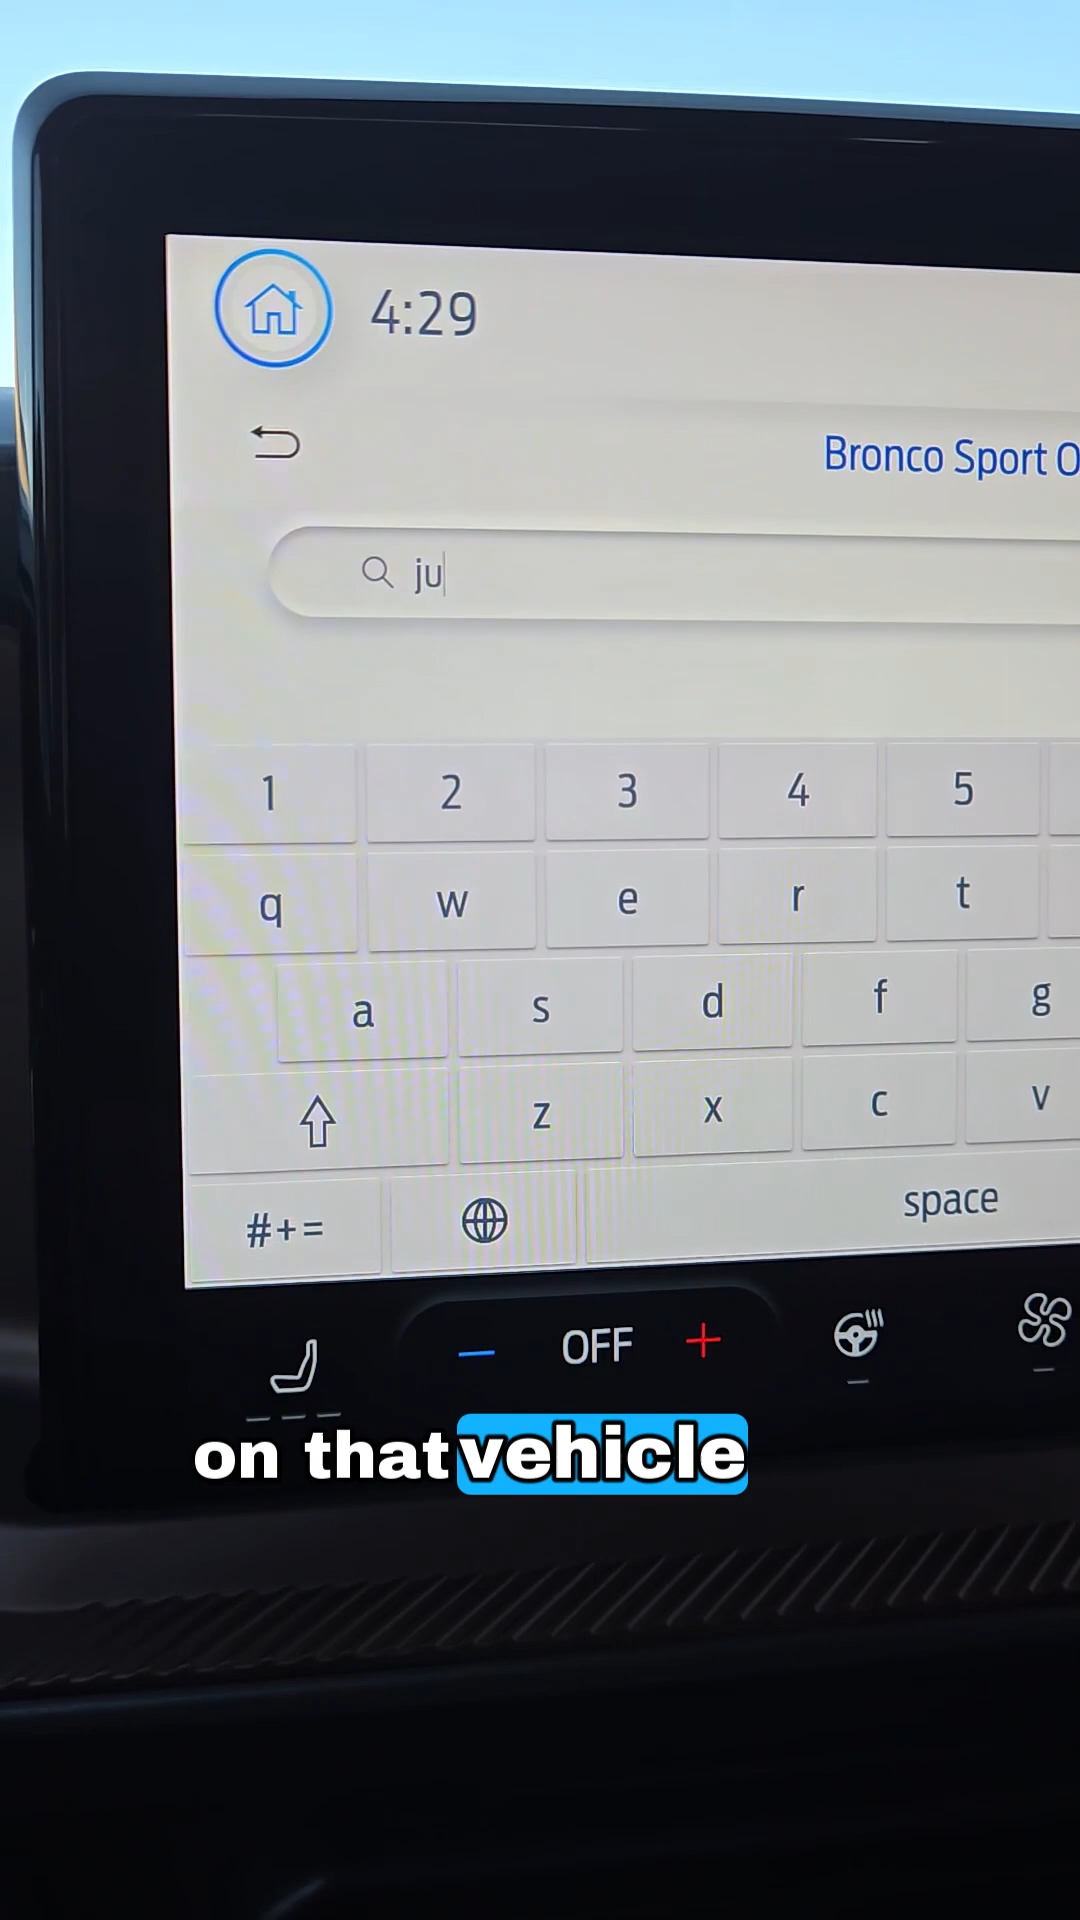 4:29
Bronco Sport O
ju
1 2 3 4 5
q w e r t
a s d f g
z x c v
#+= space
OFF
on that vehicle